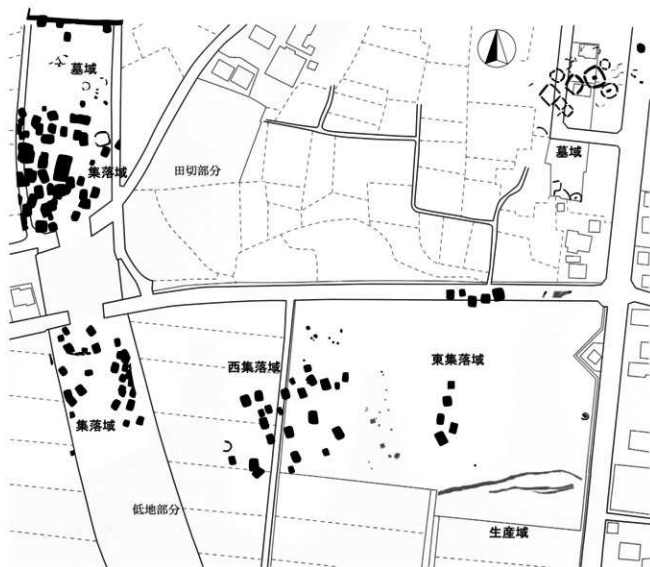 墓域
集落域
田切部分
墓域
西集落域
東集落域
集落域
低地部分
生産域